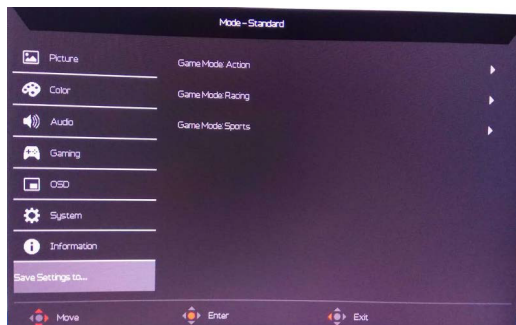 Mode - Standard
Picture
Color
Audio
Gaming
OSD
System
Information
Save Settings to...
Game Mode: Action
Game Mode: Racing
Game Mode: Sports
Move
Enter
Exit